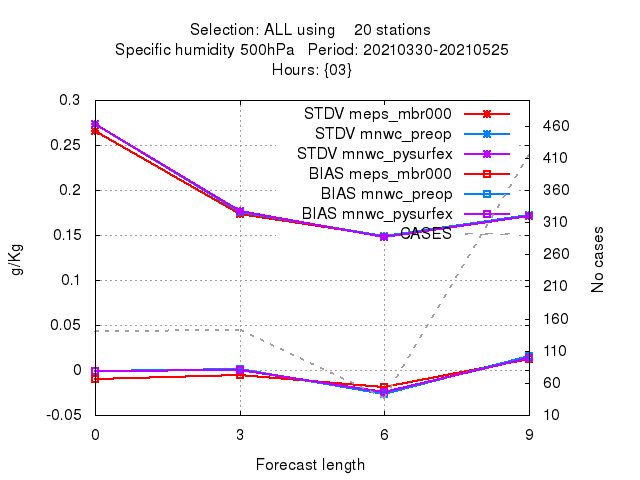 Selection: ALL using    20 stations
Specific humidity 500hPa   Period: 20210330-20210525
Hours: {03}
0.3
0.25
0.2
0.15
0.1
0.05
0
-0.05
g/Kg
STDV meps_mbr000
STDV mnwc_preop
STDV mnwc_pysurfex
BIAS meps_mbr000
BIAS mnwc_preop
BIAS mnwc_pysurfex
CASES
460
410
360
310
260
210
160
110
60
10
No cases
0 3 6 9
Forecast length